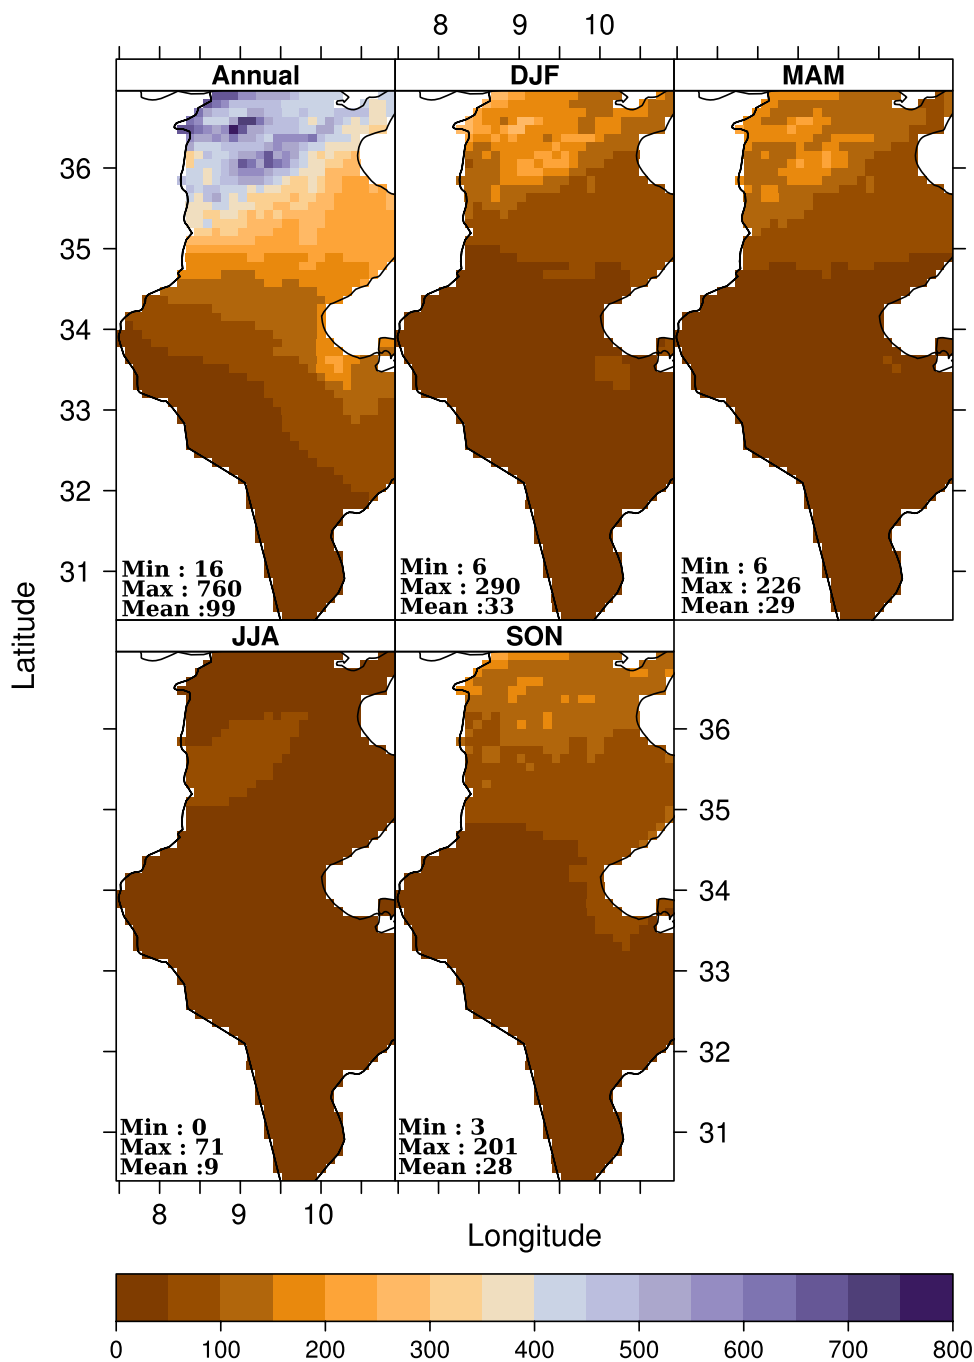 8 9 10
Annual DJF MAM
36
35
34
33
32
31
Min : 16
Max : 760
Mean :99
Min : 6
Max : 290
Mean :33
Min : 6
Max : 226
Mean :29
Latitude
JJA SON
36
35
34
33
32
31
Min : 0
Max : 71
Mean :9
Min : 3
Max : 201
Mean :28
8 9 10
Longitude
0 100 200 300 400 500 600 700 800